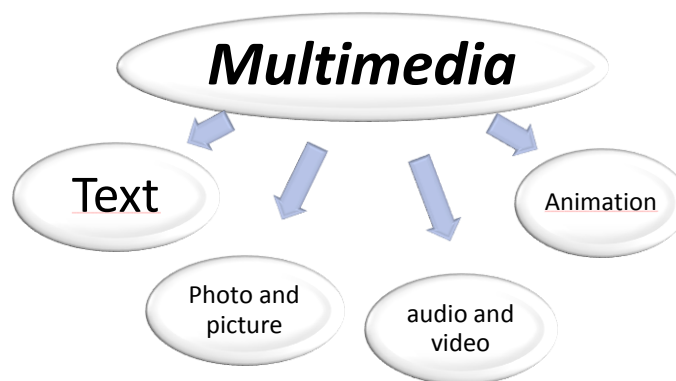 Multimedia
Text
Animation
Photo and
picture
audio and
video